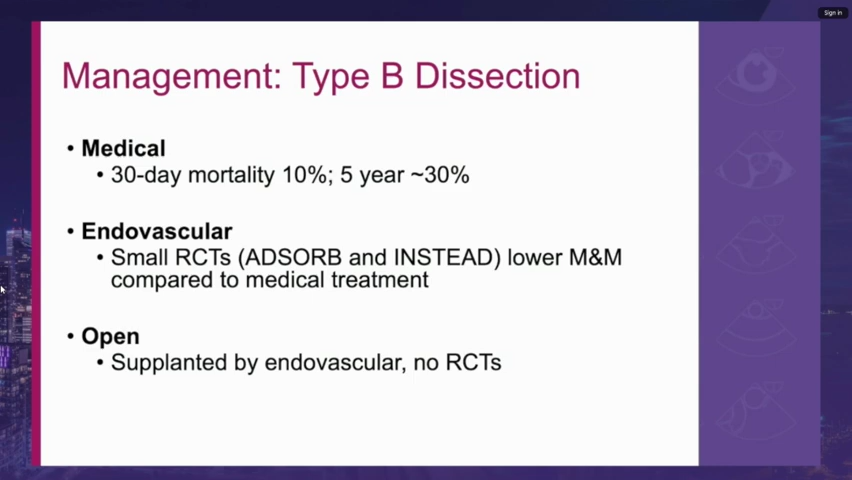 Sign in
Management: Type B Dissection
• Medical
• 30-day mortality 10%; 5 year ~30%
• Endovascular
• Small RCTs (ADSORB and INSTEAD) lower M&M
compared to medical treatment
• Open
• Supplanted by endovascular, no RCTs